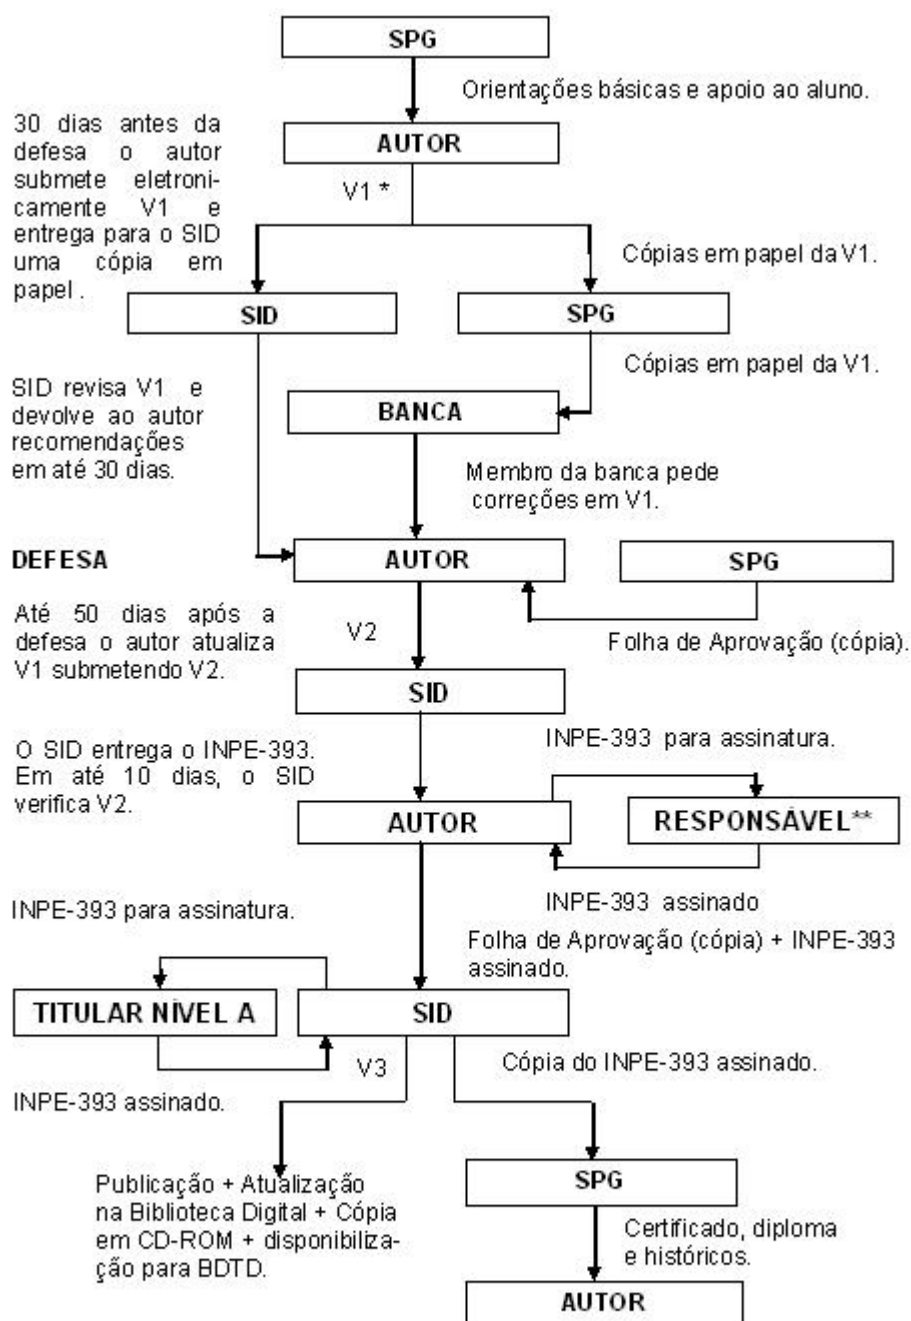 SPG
Orientações básicas e apoio ao aluno.
30 dias antes da
defesa o autor
submete eletroni-
camente V1 e
entrega para o SID
uma cópia em
papel .
AUTOR
V1 *
Cópias em papel da V1.
SID
SPG
Cópias em papel da V1.
SID revisa V1 e
devolve ao autor
recomendações
em até 30 dias.
BANCA
Membro da banca pede
correções em V1.
DEFESA
AUTOR
SPG
Até 50 dias após a
defesa o autor atualiza
V1 submetendo V2.
V2
Folha de Aprovação (cópia).
SID
O SID entrega o INPE-393.
Em até 10 dias, o SID
verifica V2.
INPE-393 para assinatura.
AUTOR
RESPONSÁVEL**
INPE-393 assinado
INPE-393 para assinatura.
Folha de Aprovação (cópia) + INPE-393
assinado.
TITULAR NÍVEL A
SID
V3
Cópia do INPE-393 assinado.
INPE-393 assinado.
Publicação + Atualização
na Biblioteca Digital + Cópia
em CD-ROM + disponibiliza-
ção para BDTD.
SPG
Certificado, diploma
e históricos.
AUTOR